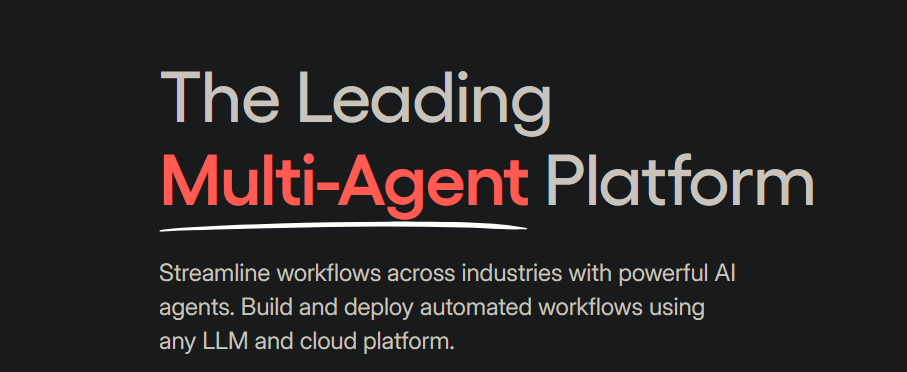 The Leading
Multi-Agent Platform
Streamline workflows across industries with powerful AI
agents. Build and deploy automated workflows using
any LLM and cloud platform.